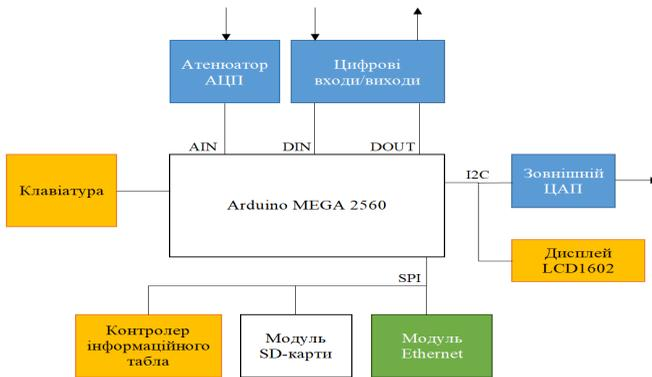 Атенюатор
АЦП
Цифрові
входи/виходи
AIN
DIN
DOUT
Клавіатура
Arduino MEGA 2560
I2C
Зовнішній
ЦАП
Дисплей
LCD1602
SPI
Контролер
інформаційного
табла
Модуль
SD-карти
Модуль
Ethernet